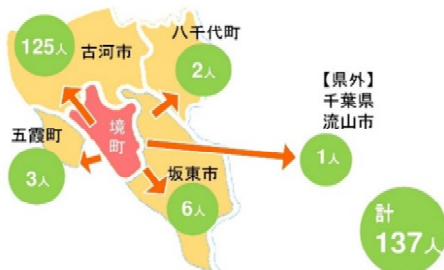 125人
古河市
八千代町
2人
【県外】
千葉県
流山市
1人
五霞町
3人
境町
坂東市
6人
計
137人